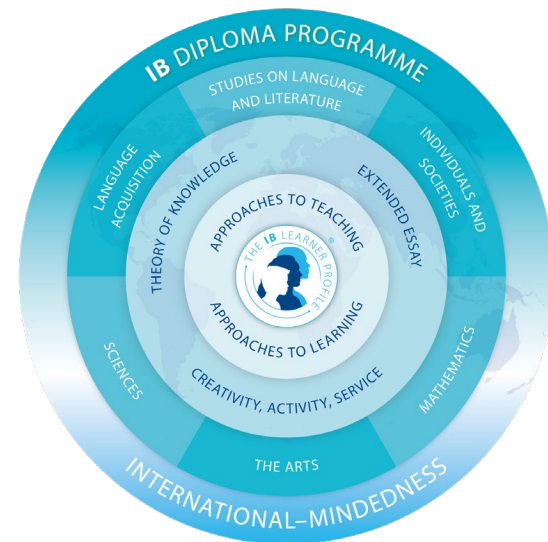 IB DIPLOMA PROGRAMME
STUDIES ON LANGUAGE
AND LITERATURE
LANGUAGE
ACQUISITION
INDIVIDUALS AND
SOCIETIES
THEORY OF KNOWLEDGE
EXTENDED ESSAY
APPROACHES TO TEACHING
THE IB LEARNER PROFILE
®
APPROACHES TO LEARNING
CREATIVITY, ACTIVITY, SERVICE
SCIENCES
MATHEMATICS
THE ARTS
INTERNATIONAL–MINDEDNESS